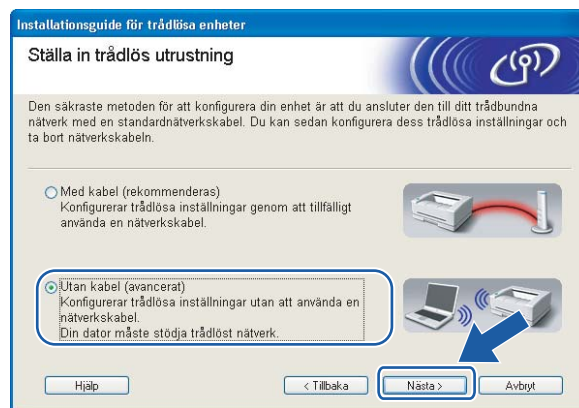 Installationsguide för trådlösa enheter
Ställa in trådlös utrustning
Den säkraste metoden för att konfigurera din enhet är att du ansluter den till ditt trådbundna
nätverk med en standardnätverkskabel. Du kan sedan konfigurera dess trådlösa inställningar och
ta bort nätverkskabeln.
Med kabel (rekommenderas)
Konfigurerar trådlösa inställningar genom att tillfälligt
använda en nätverkskabel.
Utan kabel (avancerat)
Konfigurerar trådlösa inställningar utan att använda en
nätverkskabel.
Din dator måste stödja trådlöst nätverk.
Hjälp
< Tillbaka
Nästa >
Avbryt